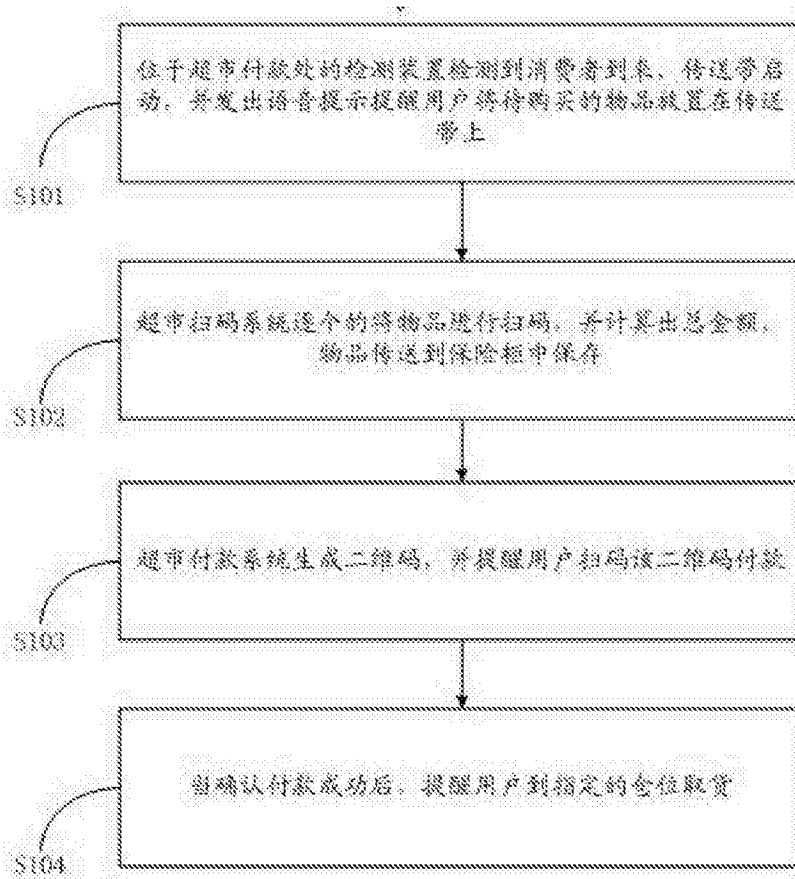 位于超市付款处的检测装置检测到消费者到来，传送带启
动，并发出语音提示提醒用户将待购买的物品放置在传送
带上
S101
超市扫码系统逐个的将物品进行扫码，并计算出总金额，
物品传送到保险柜中保存
S102
超市付款系统生成二维码，并提醒用户扫码该二维码付款
S103
当确认付款成功后，提醒用户到指定的仓位取货
S104